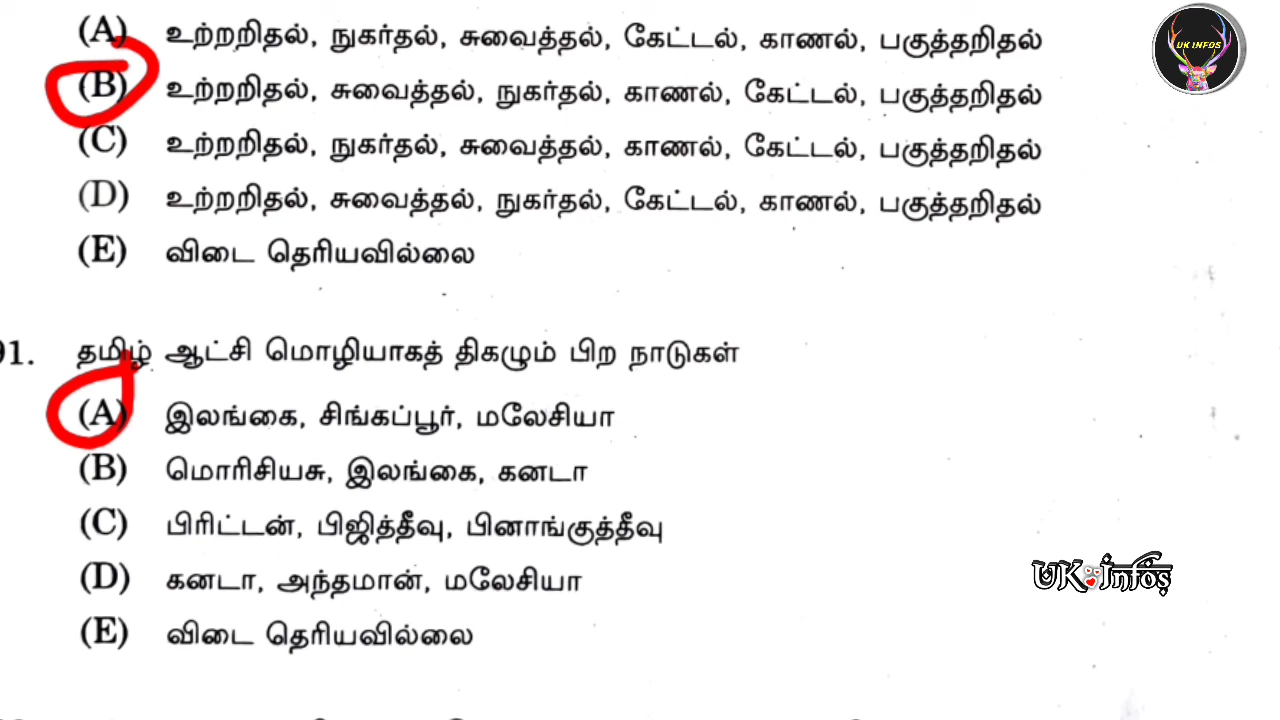 (A) உற்றறிதல், நுகர்தல், சுவைத்தல், கேட்டல், காணல், பகுத்தறிதல்
UK INFOS
(B) உற்றறிதல், சுவைத்தல், நுகர்தல், காணல், கேட்டல், பகுத்தறிதல்
(C) உற்றறிதல், நுகர்தல், சுவைத்தல், காணல், கேட்டல், பகுத்தறிதல்
(D) உற்றறிதல், சுவைத்தல், நுகர்தல், கேட்டல், காணல், பகுத்தறிதல்
(E) விடை தெரியவில்லை
91. தமிழ் ஆட்சி மொழியாகத் திகழும் பிற நாடுகள்
(A) இலங்கை, சிங்கப்பூர், மலேசியா
(B) மொரிசியசு, இலங்கை, கனடா
(C) பிரிட்டன், பிஜித்தீவு, பினாங்குத்தீவு
(D) கனடா, அந்தமான், மலேசியா
UK Infos
(E) விடை தெரியவில்லை